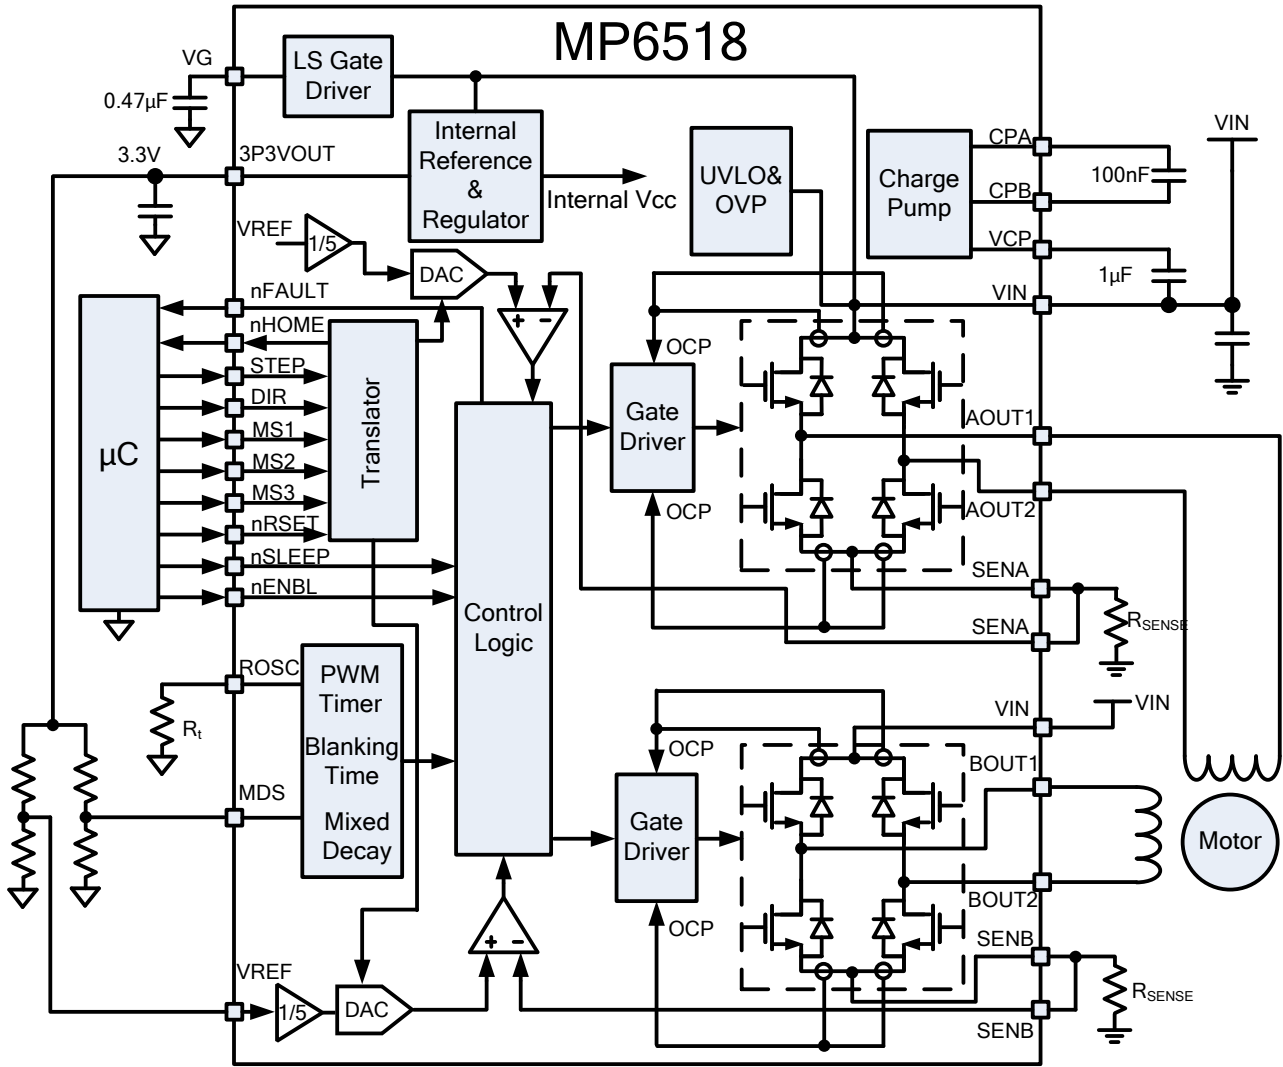 MP6518
VG
LS Gate
Driver
0.47µF
3.3V
3P3VOUT
Internal
Reference
&
Regulator
Internal Vcc
UVLO&
OVP
Charge
Pump
CPA
CPB
VCP
100nF
1µF
VIN
VIN
VREF
1/5
DAC
+ −
nFAULT
nHOME
STEP
DIR
MS1
MS2
MS3
nRSET
nSLEEP
nENBL
µC
Translator
OCP
Gate
Driver
OCP
AOUT1
AOUT2
SENA
SENA
RSENSE
Control
Logic
ROSC
Rt
MDS
PWM
Timer
Blanking
Time
Mixed
Decay
VIN
VIN
OCP
Gate
Driver
OCP
BOUT1
BOUT2
Motor
SENB
SENB
RSENSE
+ −
VREF
1/5
DAC